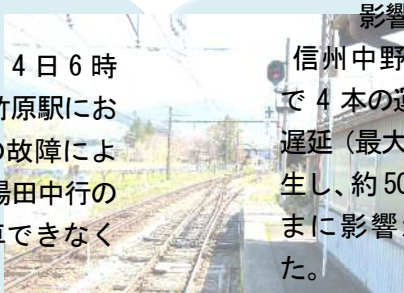 4日6時
竹原駅にお
の故障によ
湯田中行の
車できなく
影響
信州中野
で4本の運
遅延（最大
生し、約50
まに影響
た。